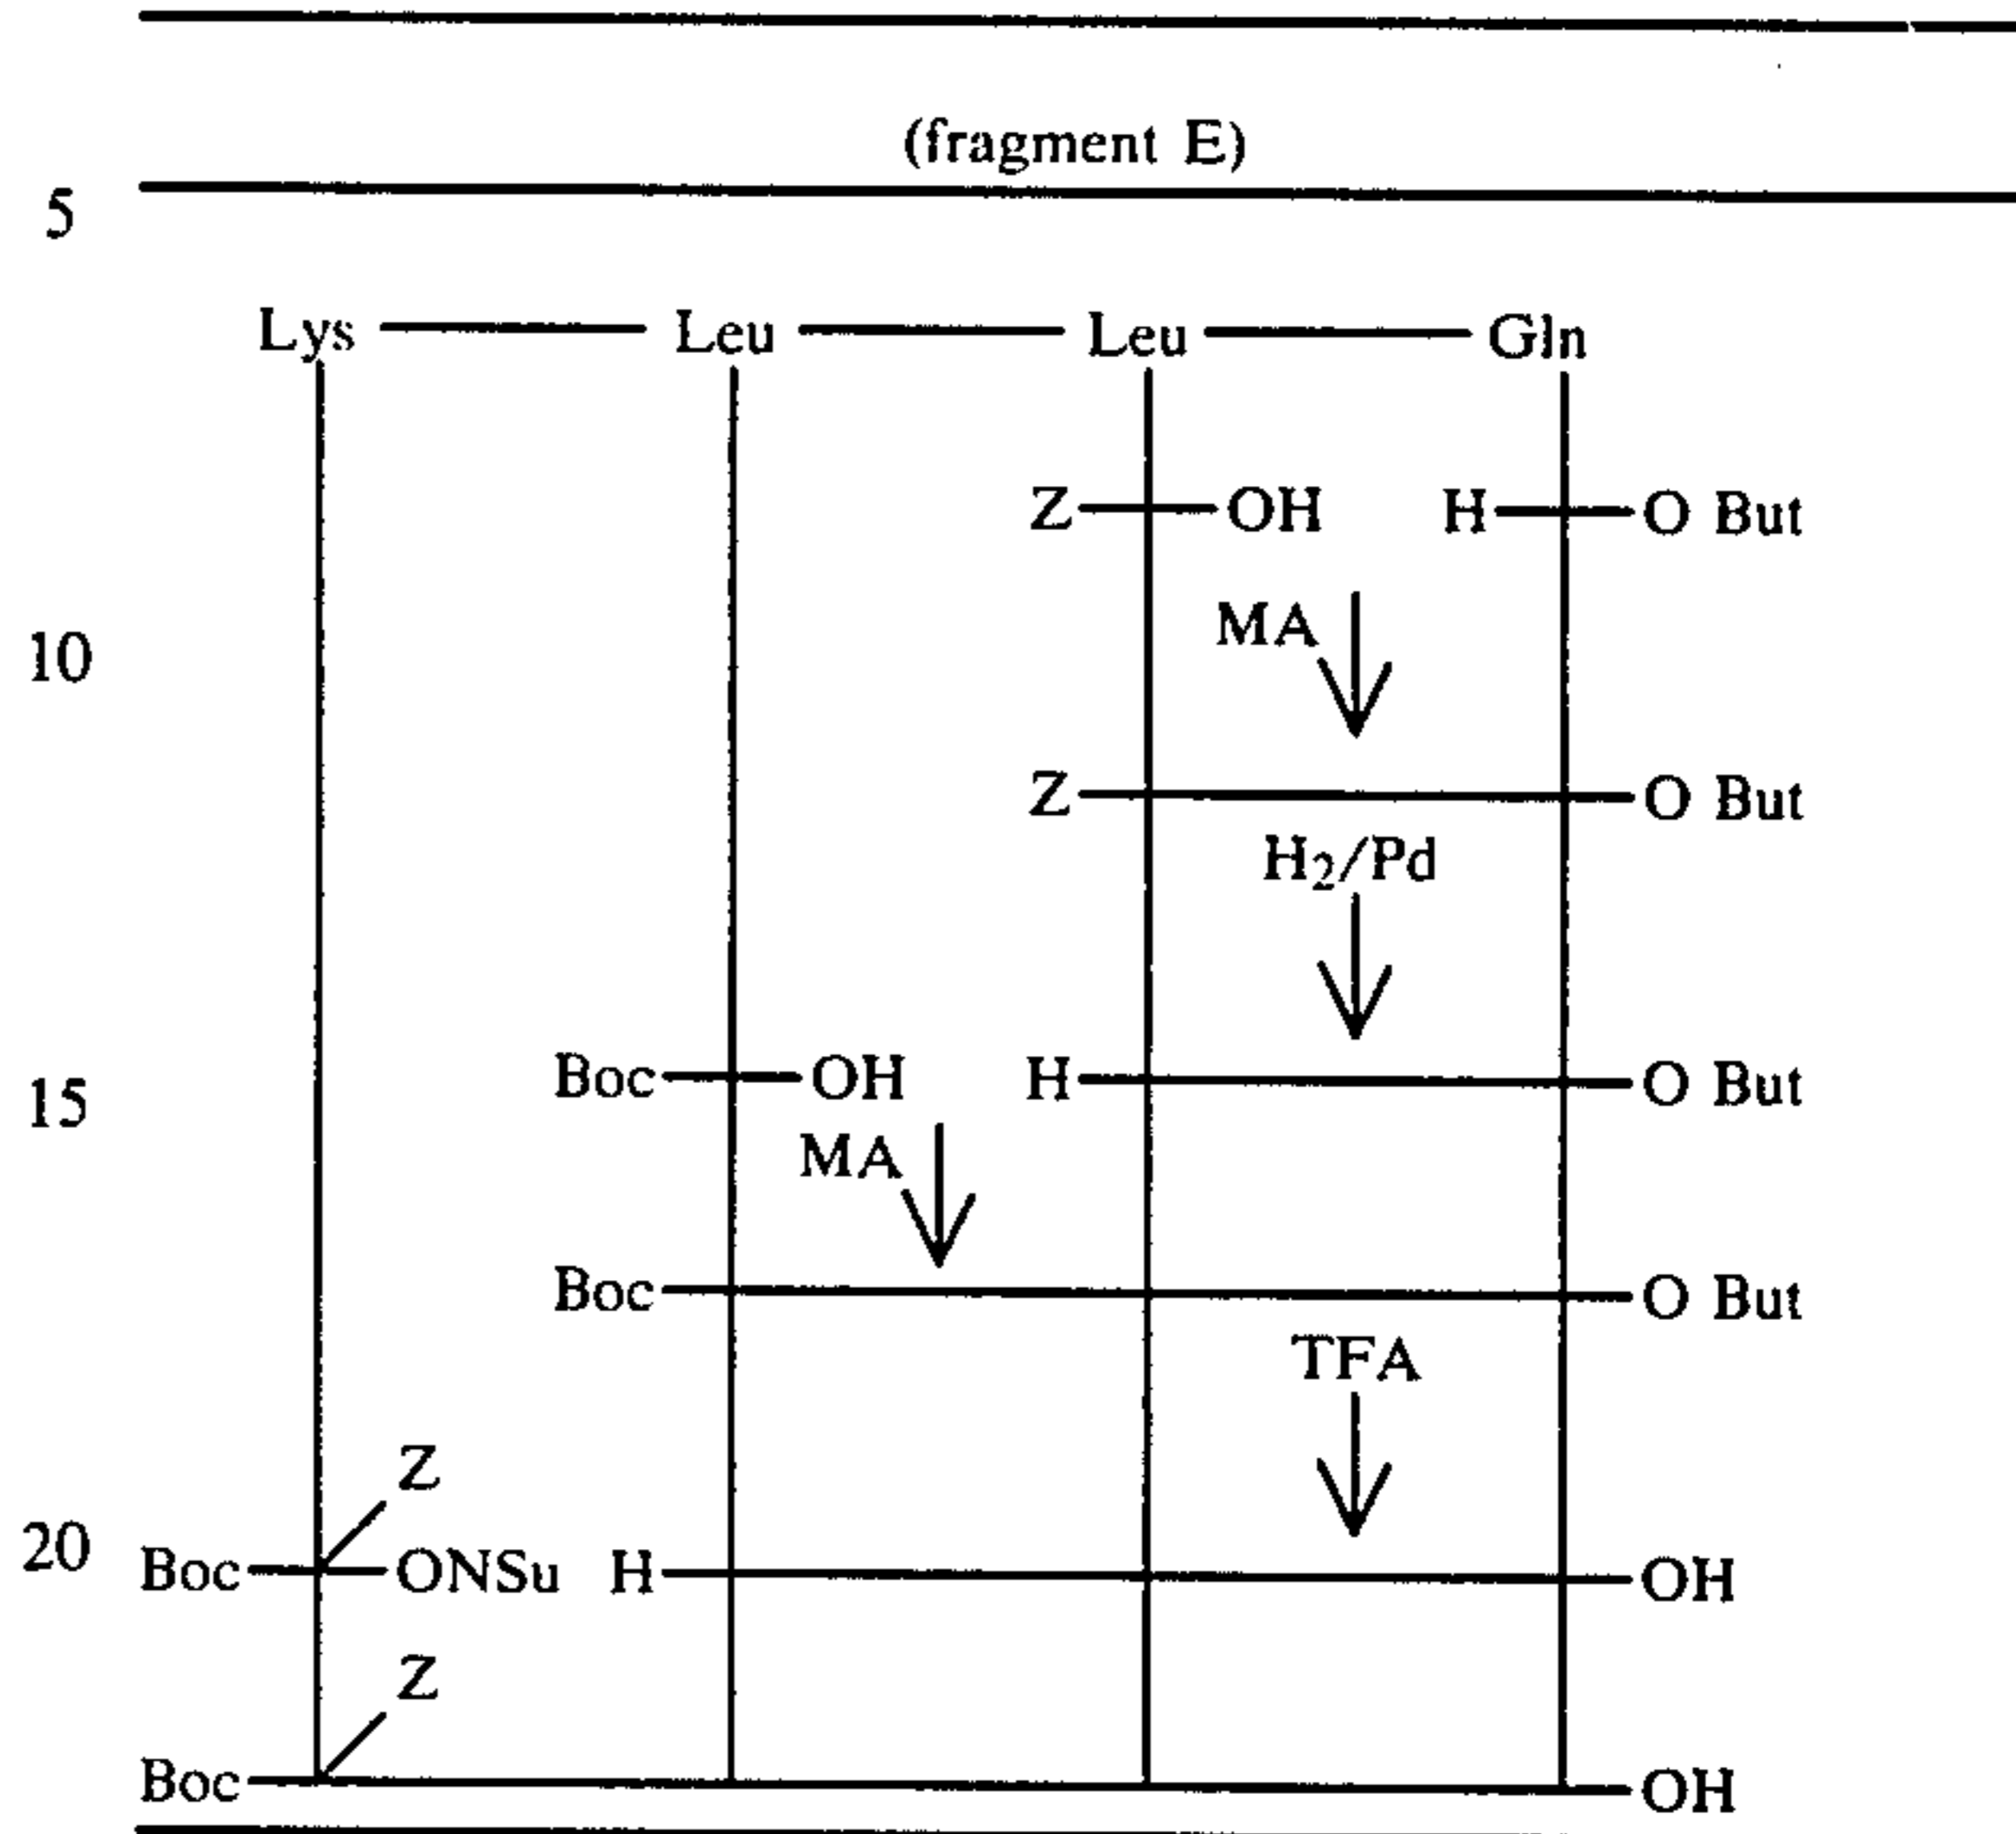 (fragment E)
5
Lys Leu Leu Gln
Z OH H O But
MA
10
Z O But
H₂/Pd
Boc OH H O But
15
MA
Boc O But
TFA
Z
20
Boc ONSu H OH
Z
Boc OH